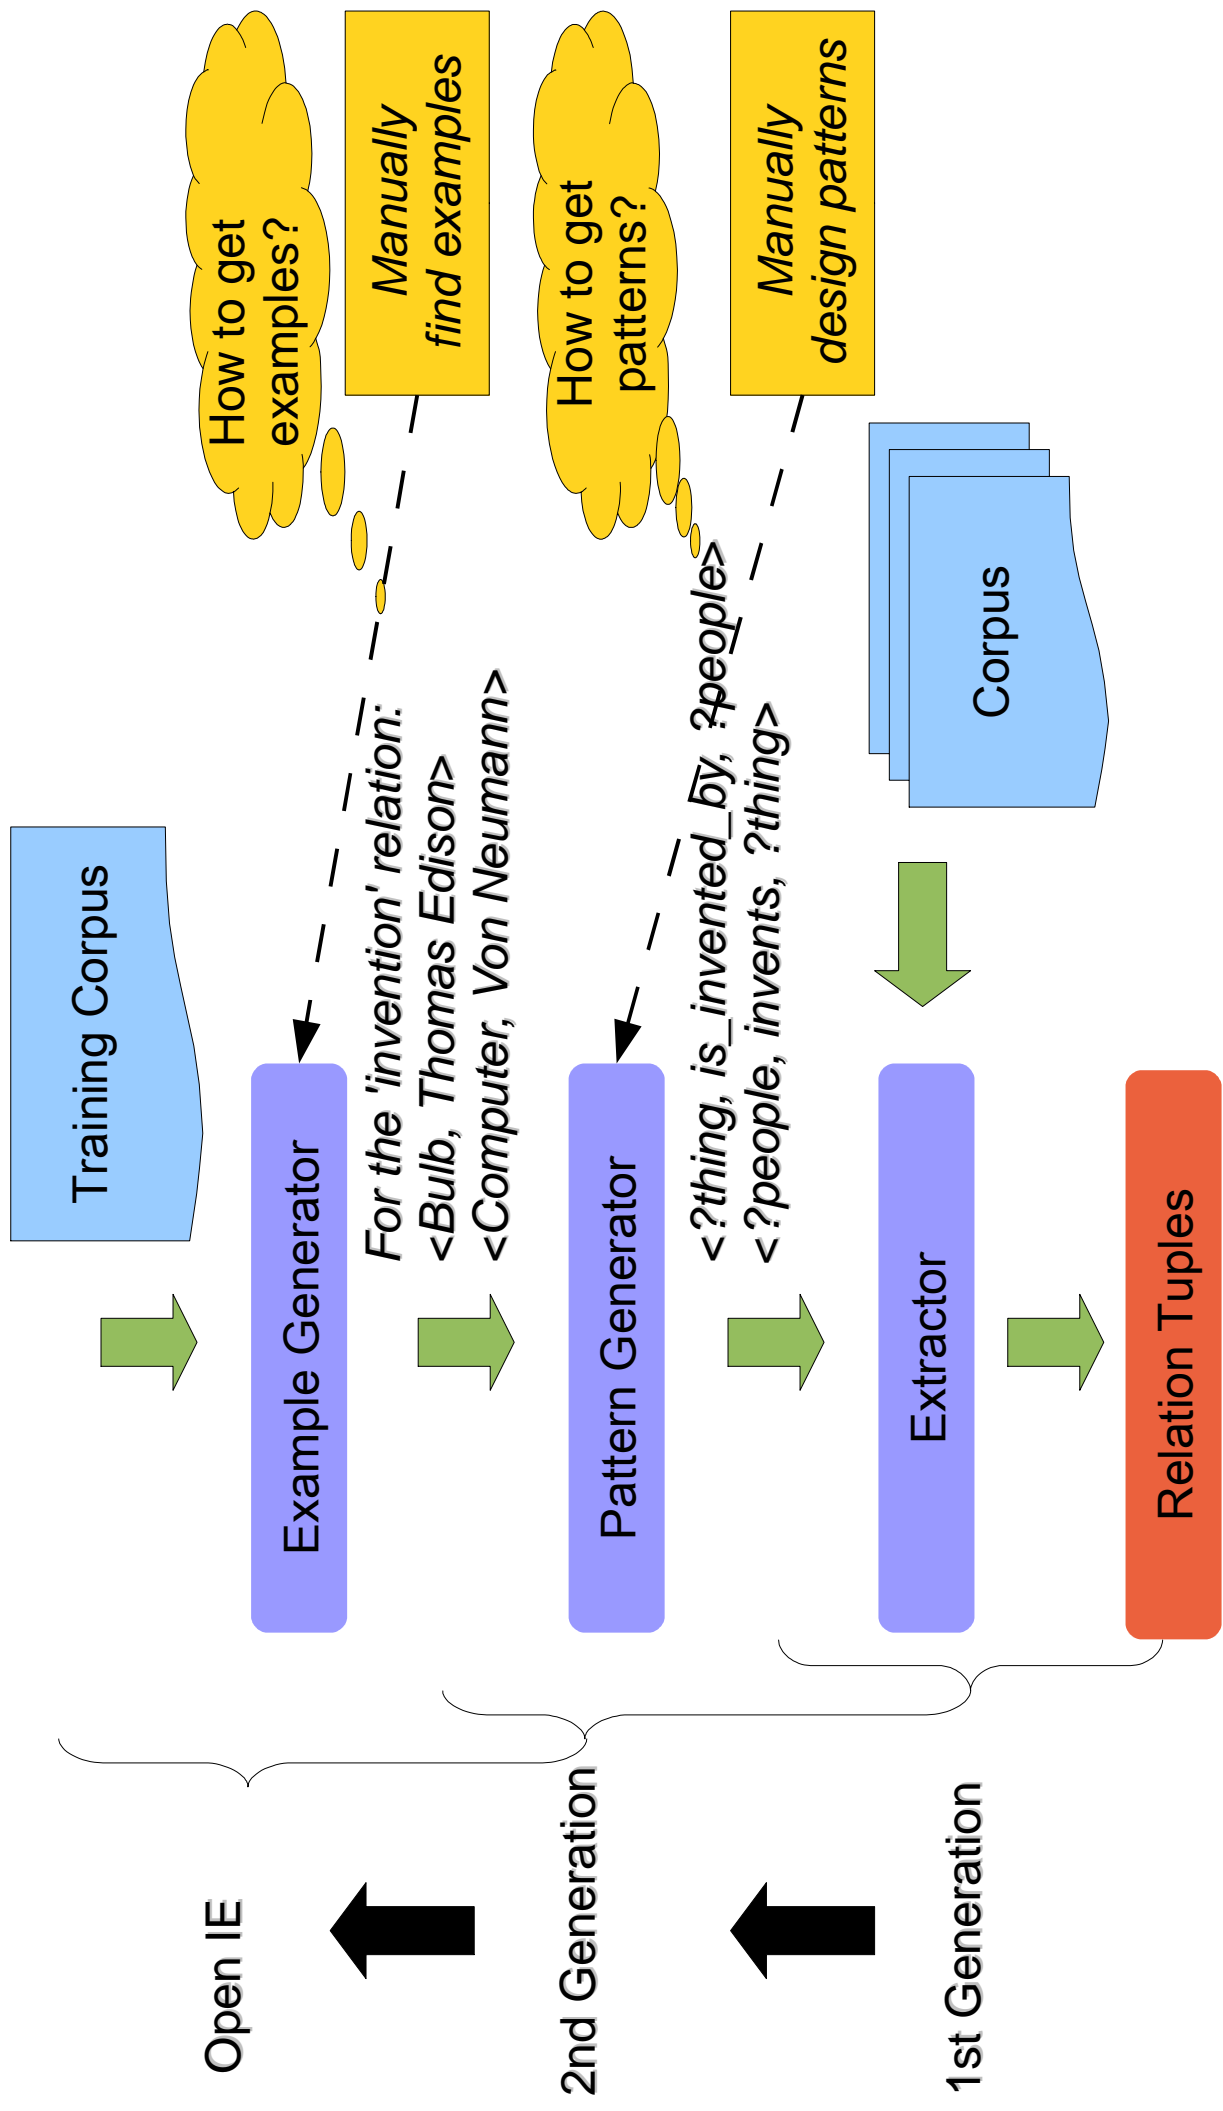 Training Corpus
How to get
examples?
Example Generator
Manually
find examples
For the 'invention' relation:
<Bulb, Thomas Edison>
<Computer, Von Neumann>
How to get
patterns?
Pattern Generator
Manually
design patterns
<?thing, is_invented_by, ?people>
<?people, invents, ?thing>
Corpus
Extractor
Relation Tuples
Open IE
2nd Generation
1st Generation